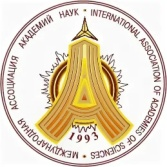 МЕЖДУНАРОДНАЯ АССОЦИАЦИЯ АКАДЕМИЙ НАУК • INTERNATIONAL ASSOCIATION OF ACADEMIES OF SCIENCES •
1993